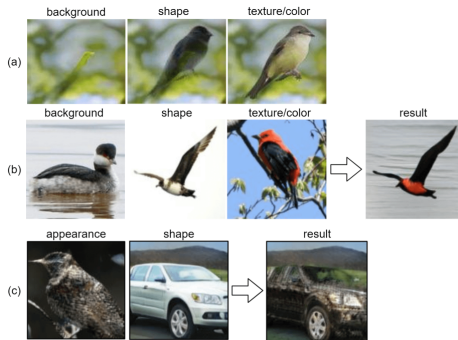 background shape texture/color
(a)
background shape texture/color result
(b)
appearance shape result
(c)